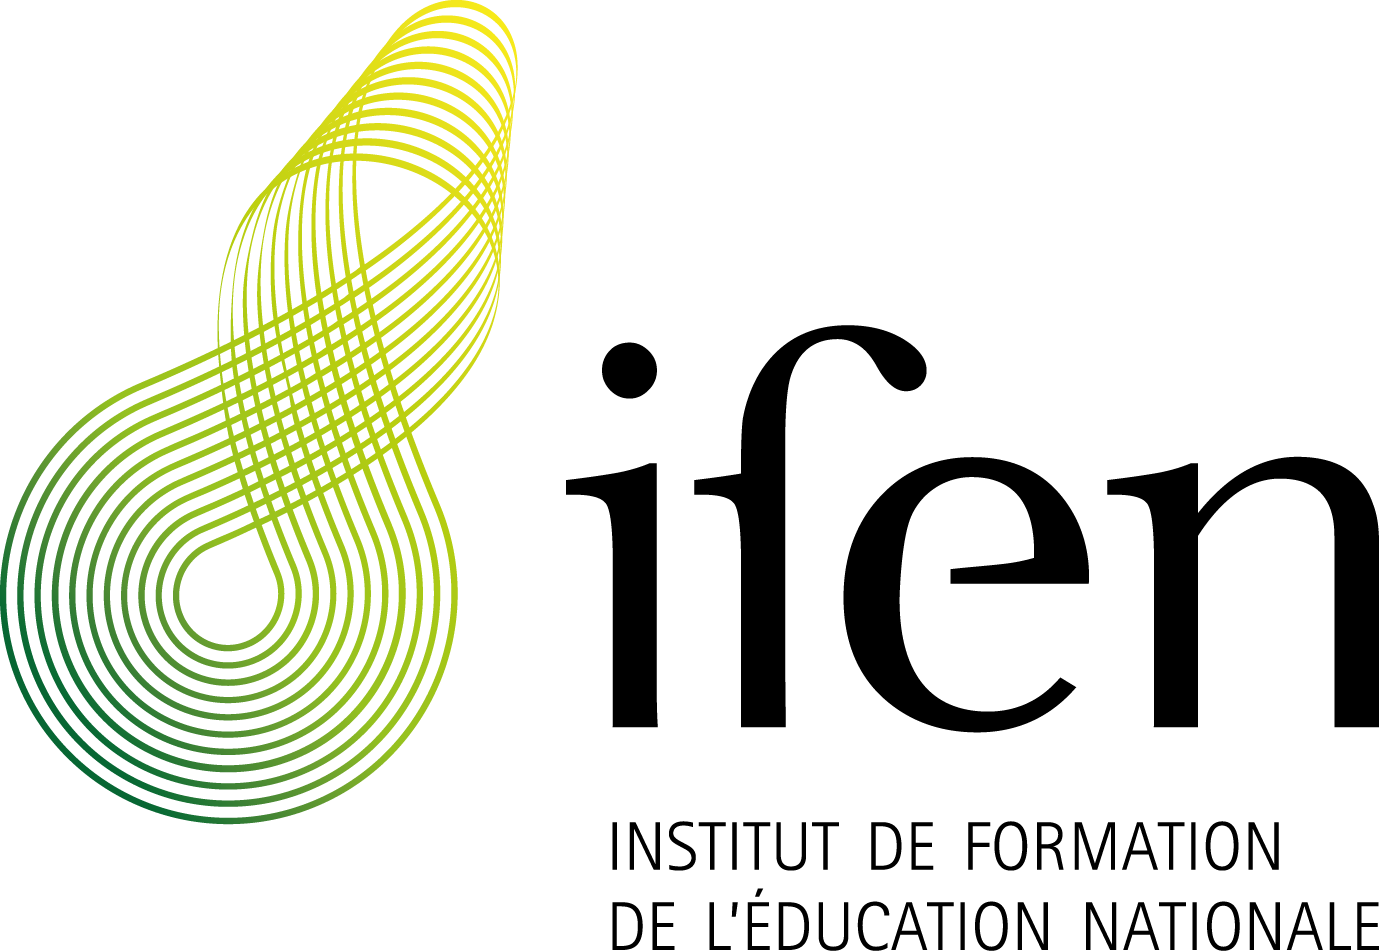 ifen
INSTITUT DE FORMATION
DE L'ÉDUCATION NATIONALE